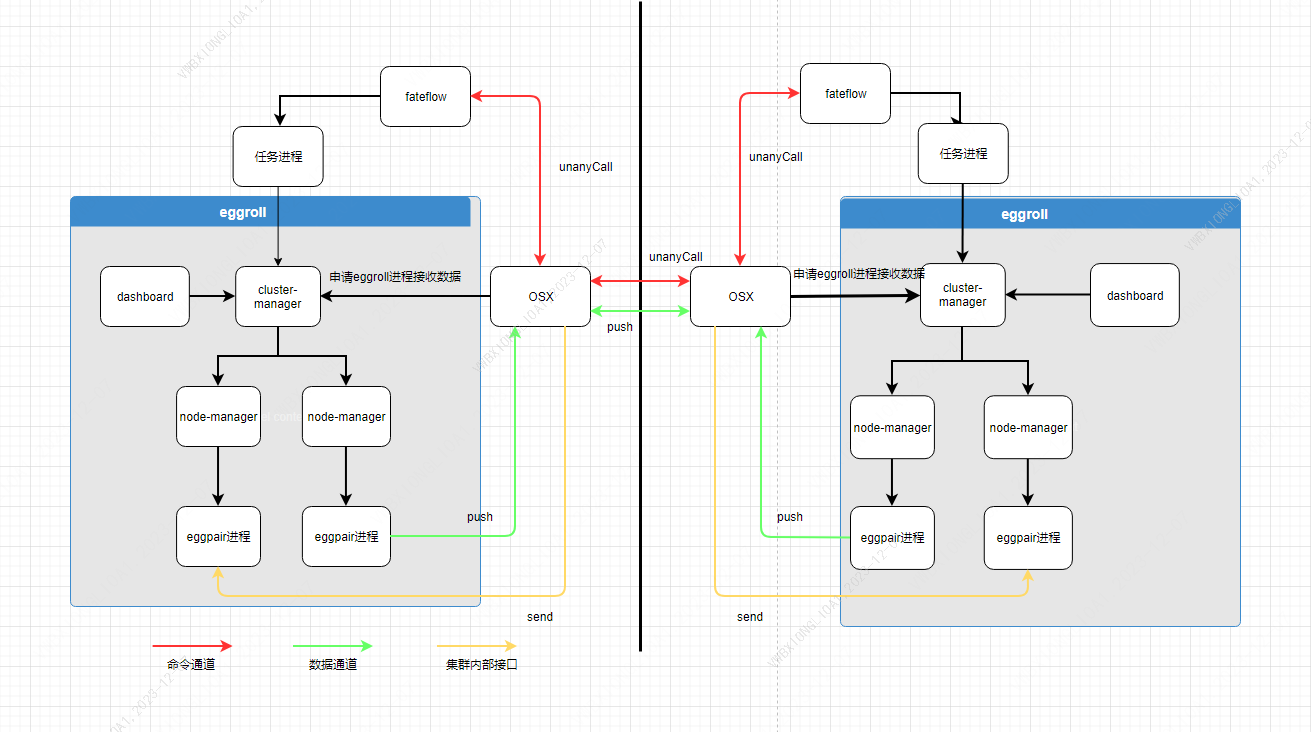 fateflow
fateflow
任务进程
任务进程
unanyCall
unanyCall
eggroll
eggroll
unanyCall
dashboard
cluster-
manager
申请eggroll进程接收数据
OSX
OSX
申请eggroll进程接收数据
cluster-
manager
dashboard
push
node-manager
node-manager
node-manager
node-manager
push
push
eggpair进程
eggpair进程
eggpair进程
eggpair进程
send
send
命令通道
数据通道
集群内部接口